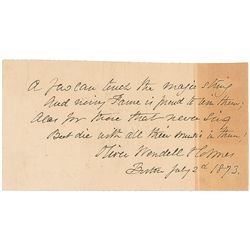 A few can touch the magic string
And noisy Fame is proud to win them;
Alas for those that never sing
But die with all their music in them.
Oliver Wendell Holmes
Boston July 2d 1893.